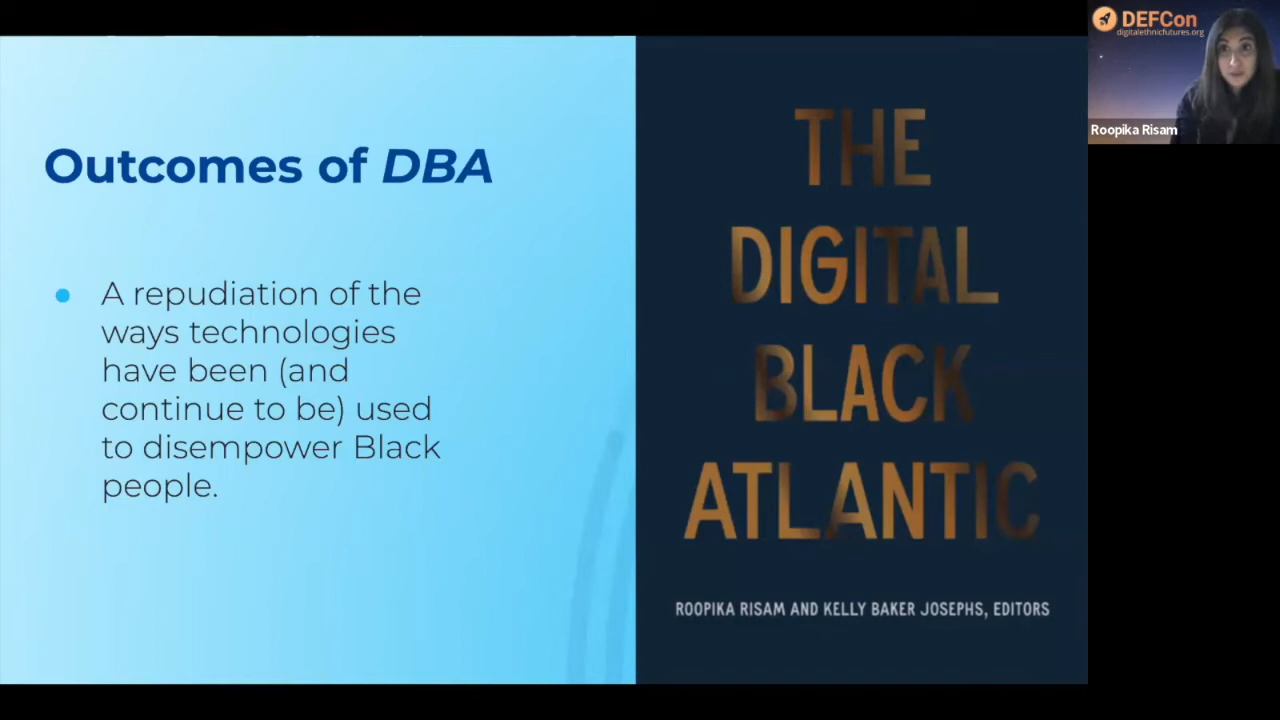 Outcomes of DBA
A repudiation of the
ways technologies
have been (and
continue to be) used
to disempower Black
people.
THE
DIGITAL
BLACK
ATLANTIC
ROOPIKA RISAM AND KELLY BAKER JOSEPHS, EDITORS
DEFCon
digitalethnicfutures.org
Roopika Risam